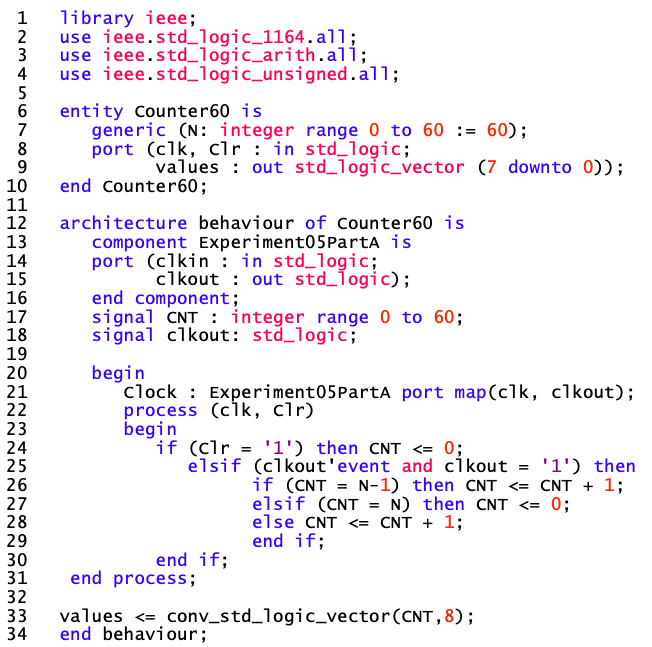 1 library ieee;
2 use ieee.std_logic_1164.all;
3 use ieee.std_logic_arith.all;
4 use ieee.std_logic_unsigned.all;
5
6 entity Counter60 is
7 generic (N: integer range 0 to 60 := 60);
8 port (clk, Clr : in std_logic;
9 values : out std_logic_vector (7 downto 0));
10 end Counter60;
11
12 architecture behaviour of Counter60 is
13 component Experiment05PartA is
14 port (clkin : in std_logic;
15 clkout : out std_logic);
16 end component;
17 signal CNT : integer range 0 to 60;
18 signal clkout: std_logic;
19
20 begin
21 Clock : Experiment05PartA port map(clk, clkout);
22 process (clk, Clr)
23 begin
24 if (Clr = '1') then CNT <= 0;
25 elsif (clkout'event and clkout = '1') then
26 if (CNT = N-1) then CNT <= CNT + 1;
27 elsif (CNT = N) then CNT <= 0;
28 else CNT <= CNT + 1;
29 end if;
30 end if;
31 end process;
32
33 values <= conv_std_logic_vector(CNT,8);
34 end behaviour;